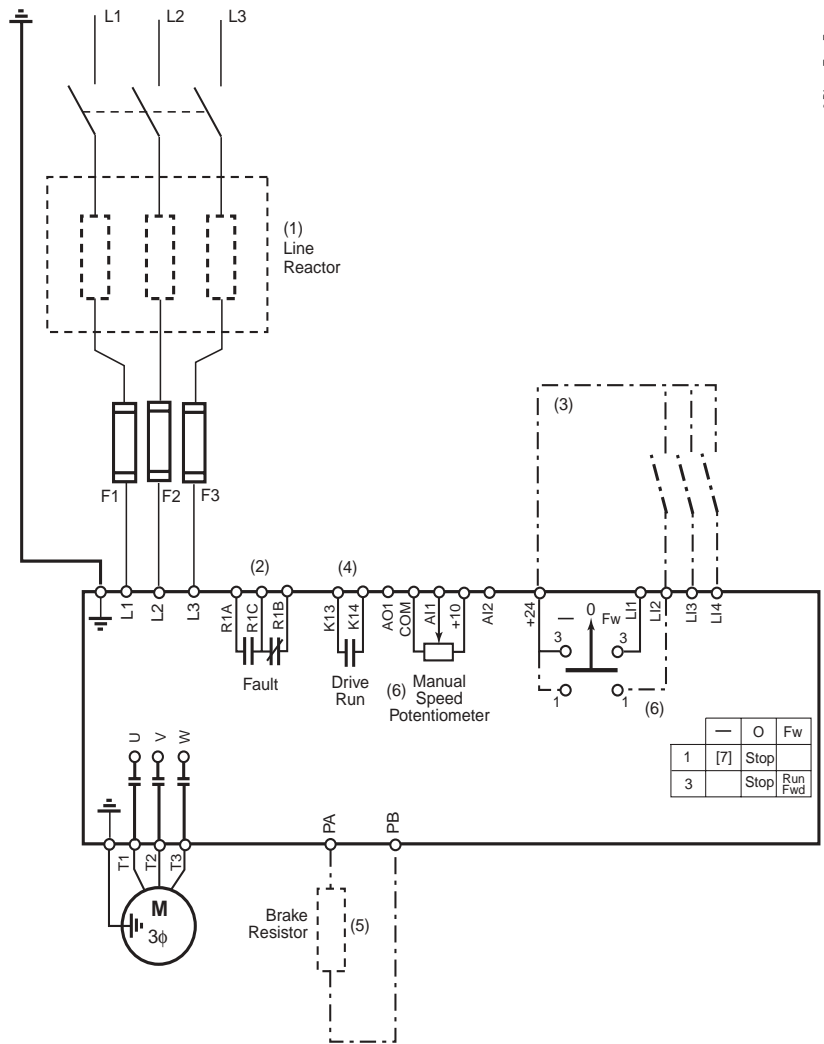 L1 L2 L3
(1)
Line
Reactor
F1 F2 F3
(3)
(2) (4)
L1 L2 L3 R1A R1C R1B K13 K14 AO1 COM AI1 +10 AI2 +24 LI1 LI2 LI3 LI4
— 0 Fw
3 3
1 1
(6)
Fault
Drive
Run
(6) Manual
Speed
Potentiometer
— O Fw
1 [7] Stop
3 Stop Run
Fwd
U V W
T1 T2 T3
PA PB
M
3ϕ
Brake
Resistor
(5)